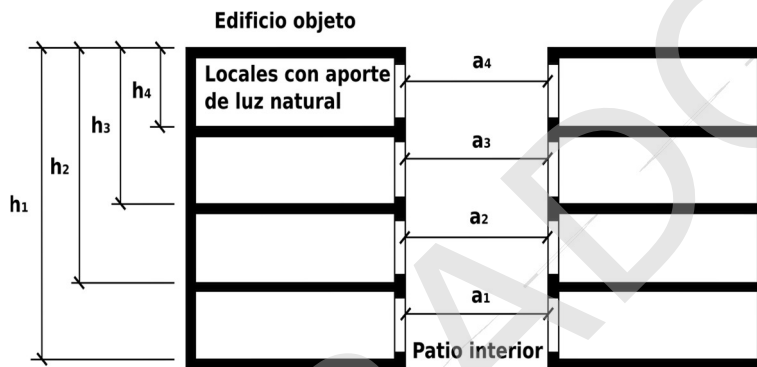 Edificio objeto
Locales con aporte
de luz natural
h₄
h₃
h₂
h₁
a₄
a₃
a₂
a₁
Patio interior